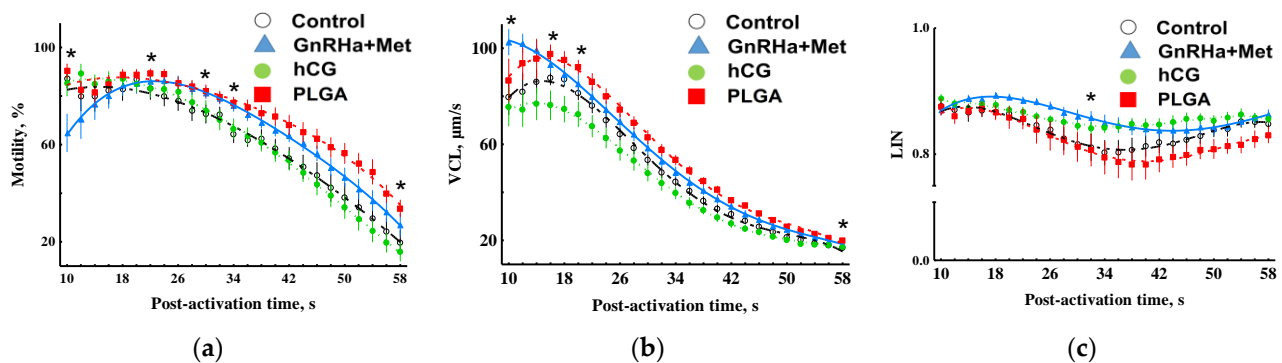 Control
GnRHa+Met
hCG
PLGA
*
*
*
*
*
100
60
20
Motility, %
10 18 26 34 42 50 58
Post-activation time, s
(a)
Control
GnRHa+Met
hCG
PLGA
*
*
*
*
100
60
20
VCL, µm/s
10 18 26 34 42 50 58
Post-activation time, s
(b)
Control
GnRHa+Met
hCG
PLGA
*
1.0
0.8
0.0
LIN
10 18 26 34 42 50 58
Post-activation time, s
(c)